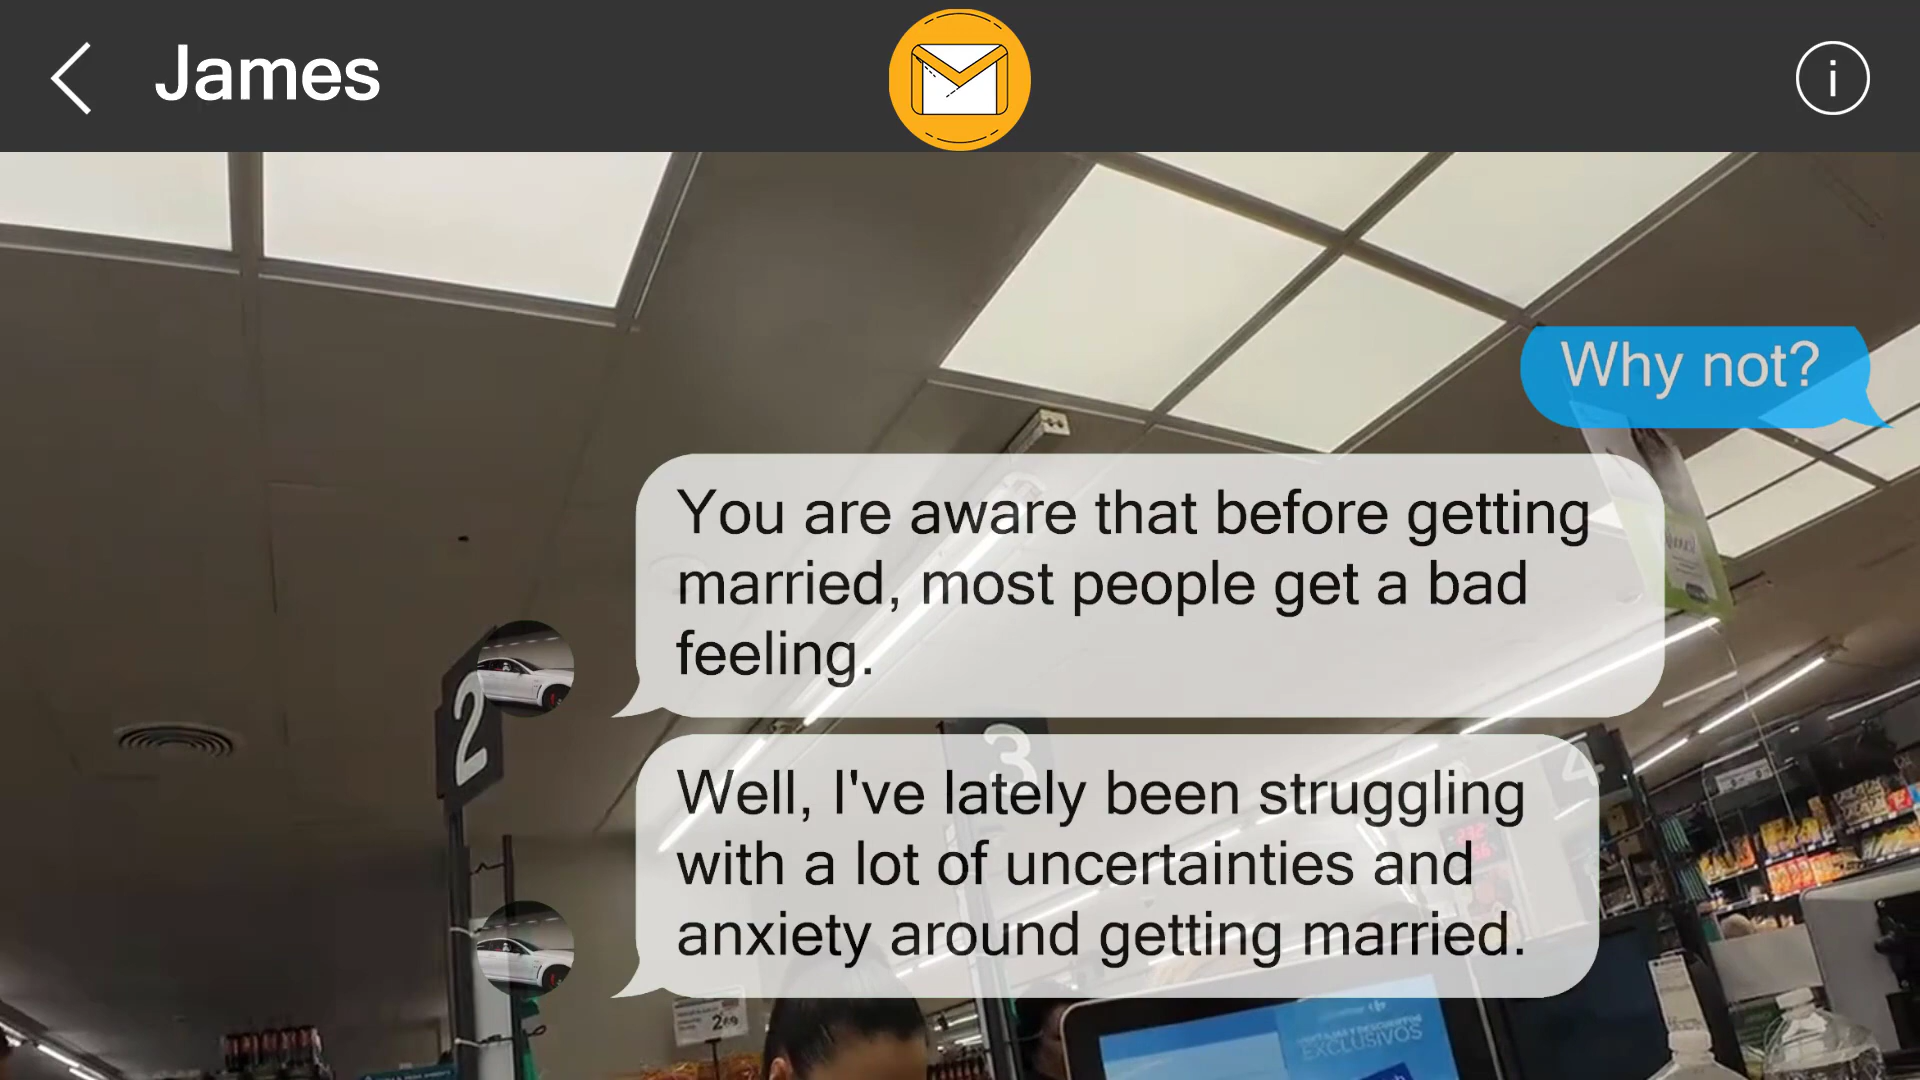 James
i
Why not?
You are aware that before getting
married, most people get a bad
feeling.
2
3
Well, I've lately been struggling
4
with a lot of uncertainties and
anxiety around getting married.
EXCLUSIVOS